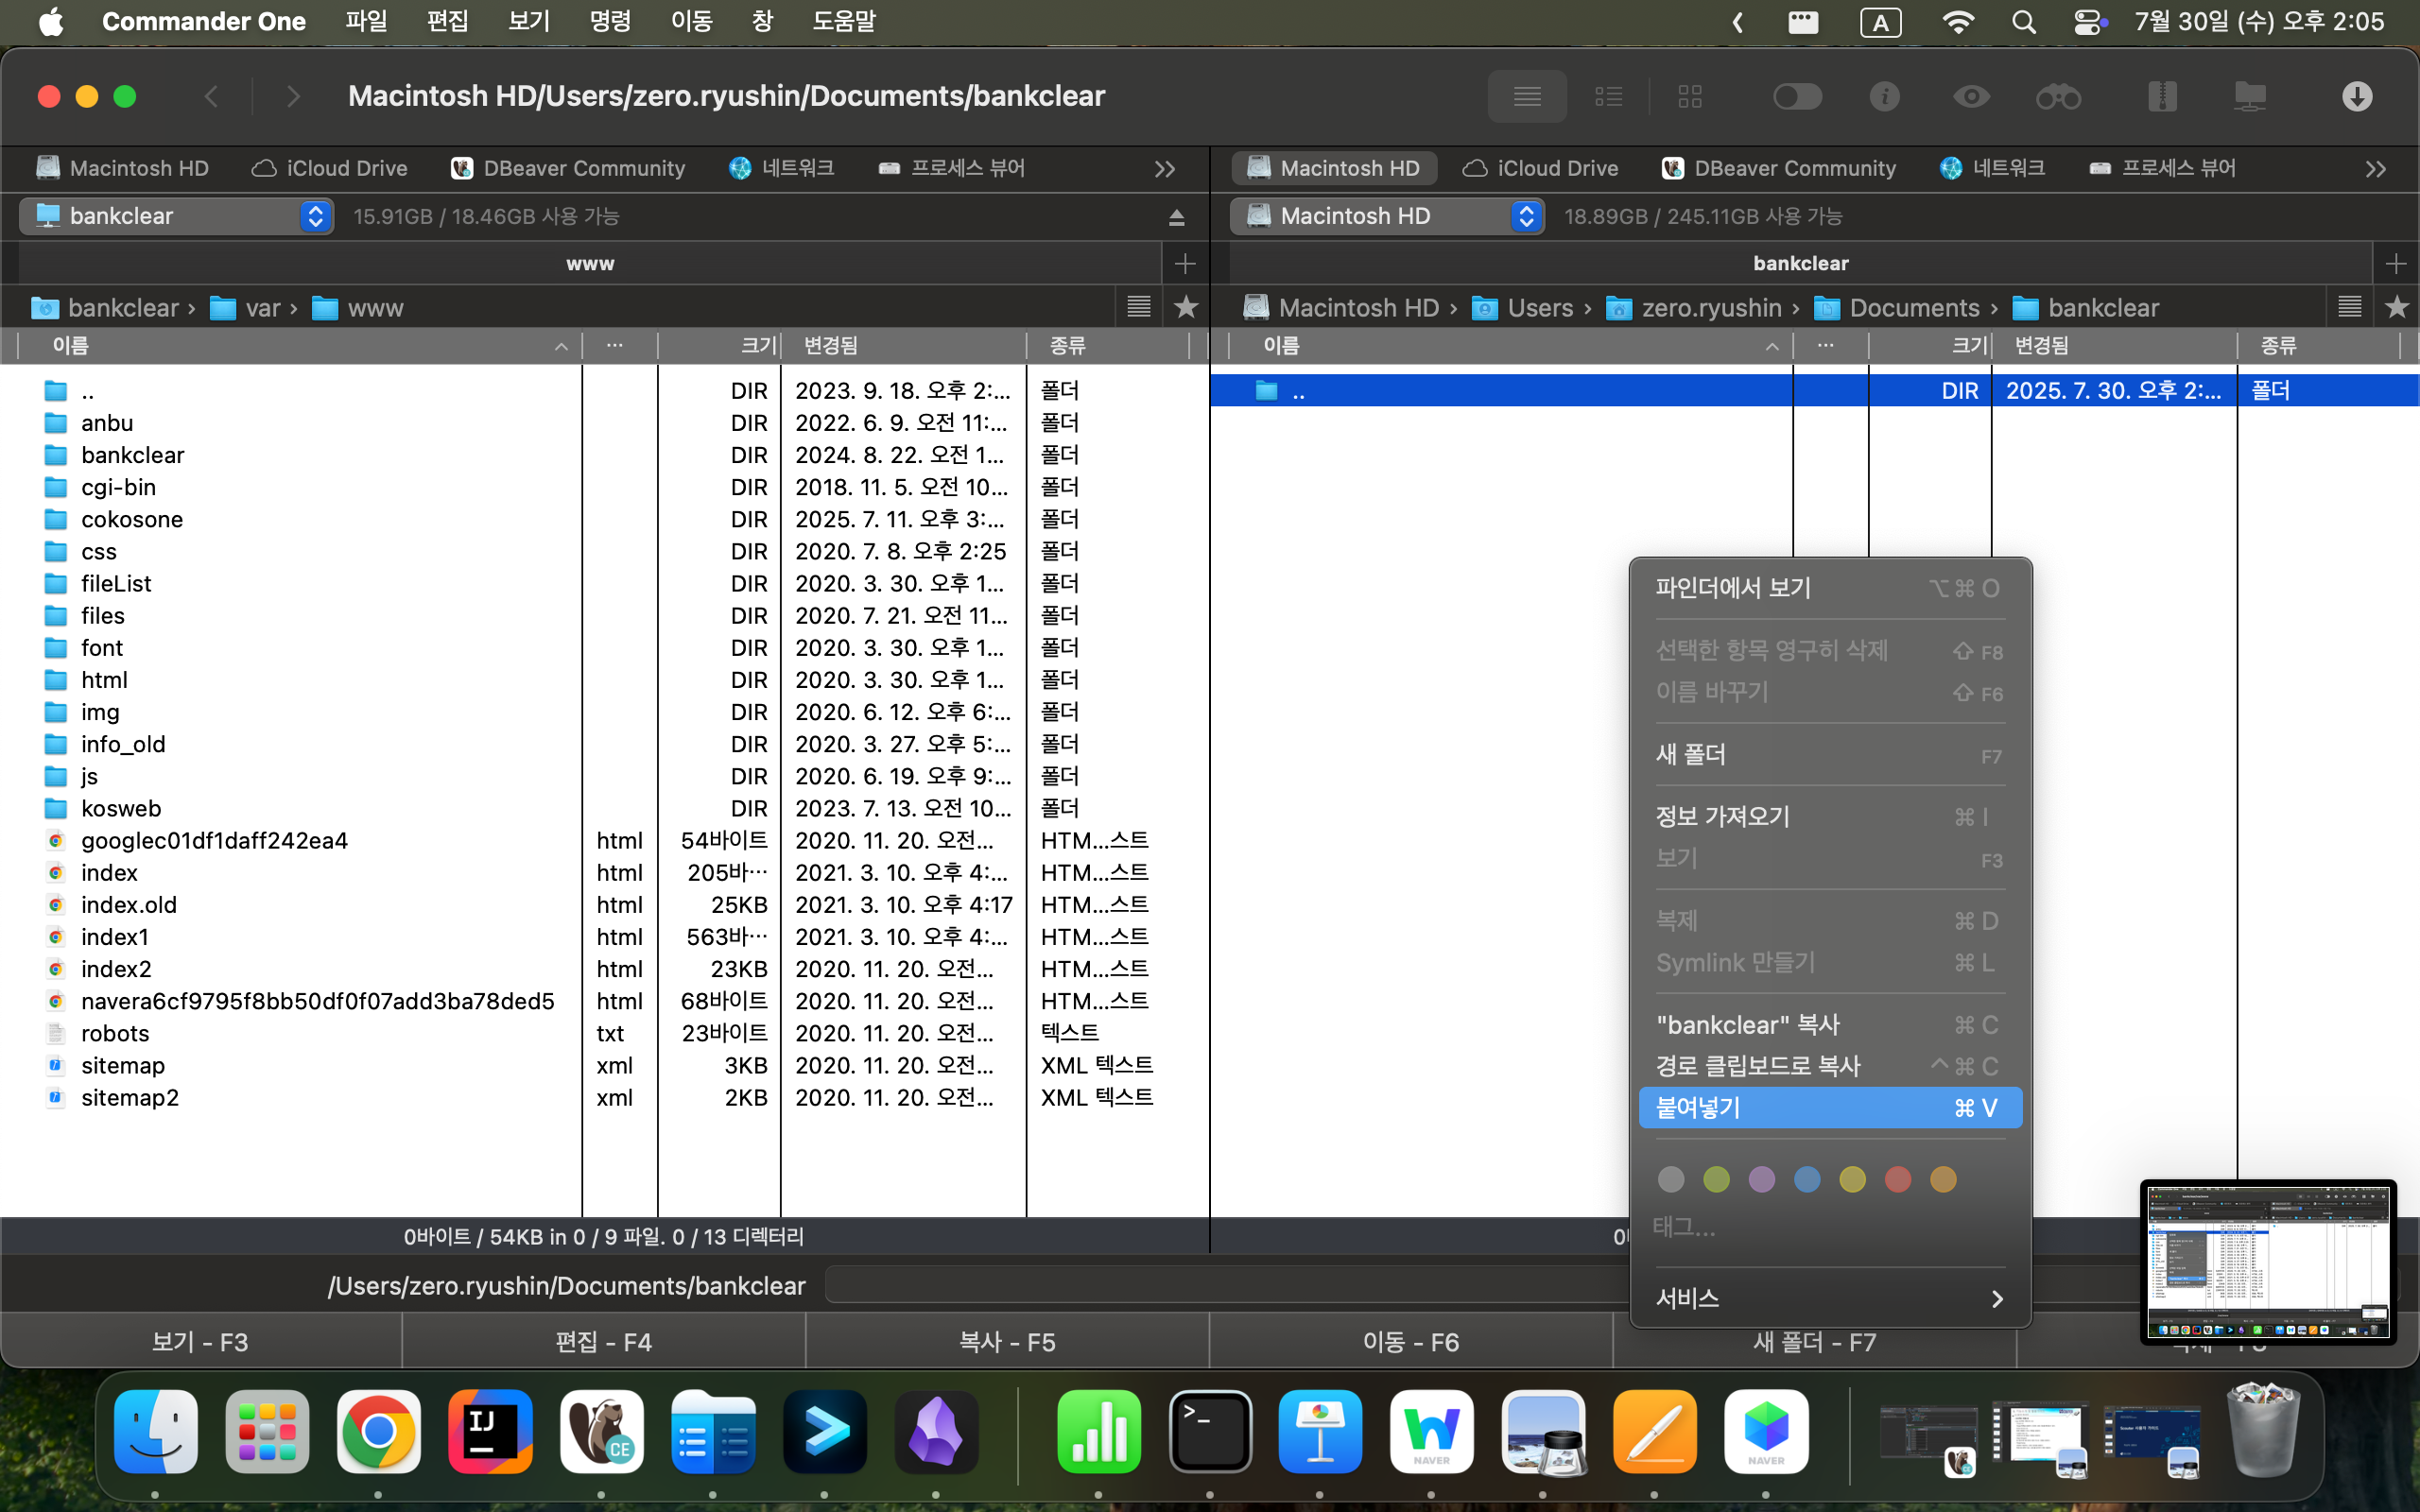 Commander One 파일 편집 보기 명령 이동 창 도움말 A 7월 30일 (수) 오후 2:05
Macintosh HD/Users/zero.ryushin/Documents/bankclear
Macintosh HD iCloud Drive DBeaver Community 네트워크 프로세스 뷰어 >>
bankclear 15.91GB / 18.46GB 사용 가능
www
bankclear › var › www
이름 ... 크기 변경됨 종류
.. DIR 2023. 9. 18. 오후 2:... 폴더
anbu DIR 2022. 6. 9. 오전 11:... 폴더
bankclear DIR 2024. 8. 22. 오전 1... 폴더
cgi-bin DIR 2018. 11. 5. 오전 10... 폴더
cokosone DIR 2025. 7. 11. 오후 3:... 폴더
css DIR 2020. 7. 8. 오후 2:25 폴더
fileList DIR 2020. 3. 30. 오후 1... 폴더
files DIR 2020. 7. 21. 오전 11... 폴더
font DIR 2020. 3. 30. 오후 1... 폴더
html DIR 2020. 3. 30. 오후 1... 폴더
img DIR 2020. 6. 12. 오후 6:... 폴더
info_old DIR 2020. 3. 27. 오후 5:... 폴더
js DIR 2020. 6. 19. 오후 9:... 폴더
kosweb DIR 2023. 7. 13. 오전 10... 폴더
googlec01df1daff242ea4 html 54바이트 2020. 11. 20. 오전... HTM...스트
index html 205바... 2021. 3. 10. 오후 4:... HTM...스트
index.old html 25KB 2021. 3. 10. 오후 4:17 HTM...스트
index1 html 563바... 2021. 3. 10. 오후 4:... HTM...스트
index2 html 23KB 2020. 11. 20. 오전... HTM...스트
navera6cf9795f8bb50df0f07add3ba78ded5 html 68바이트 2020. 11. 20. 오전... HTM...스트
robots txt 23바이트 2020. 11. 20. 오전... 텍스트
sitemap xml 3KB 2020. 11. 20. 오전... XML 텍스트
sitemap2 xml 2KB 2020. 11. 20. 오전... XML 텍스트
0바이트 / 54KB in 0 / 9 파일. 0 / 13 디렉터리
Macintosh HD iCloud Drive DBeaver Community 네트워크 프로세스 뷰어 >>
Macintosh HD 18.89GB / 245.11GB 사용 가능
bankclear
Macintosh HD › Users › zero.ryushin › Documents › bankclear
이름 ... 크기 변경됨 종류
.. DIR 2025. 7. 30. 오후 2:... 폴더
파인더에서 보기 ⌥⌘O
선택한 항목 영구히 삭제 ⇧F8
이름 바꾸기 ⇧F6
새 폴더 F7
정보 가져오기 ⌘I
보기 F3
복제 ⌘D
Symlink 만들기 ⌘L
"bankclear" 복사 ⌘C
경로 클립보드로 복사 ^⌘C
붙여넣기 ⌘V
태그...
서비스 >
/Users/zero.ryushin/Documents/bankclear
보기 - F3 편집 - F4 복사 - F5 이동 - F6 새 폴더 - F7
IJ CE >_ NAVER NAVER